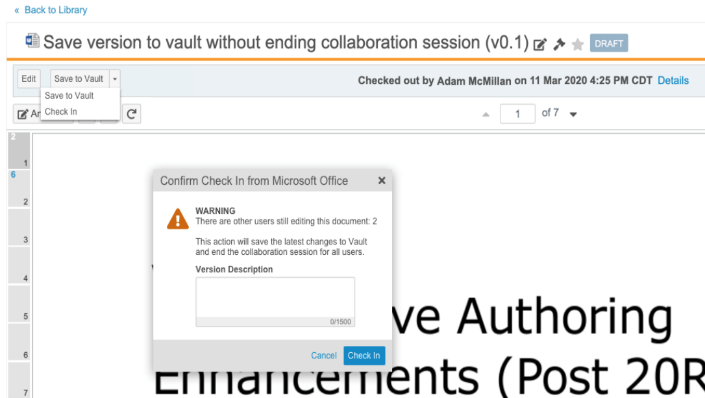 « Back to Library
Save version to vault without ending collaboration session (v0.1) DRAFT
Edit Save to Vault Checked out by Adam McMillan on 11 Mar 2020 4:25 PM CDT Details
Save to Vault
Check In
1 of 7
2
1
6
2
3
4
5
6
7
Confirm Check In from Microsoft Office
WARNING
There are other users still editing this document: 2
This action will save the latest changes to Vault
and end the collaboration session for all users.
Version Description
0/1500
Cancel Check In
ve Authoring
Enhancements (Post 20R